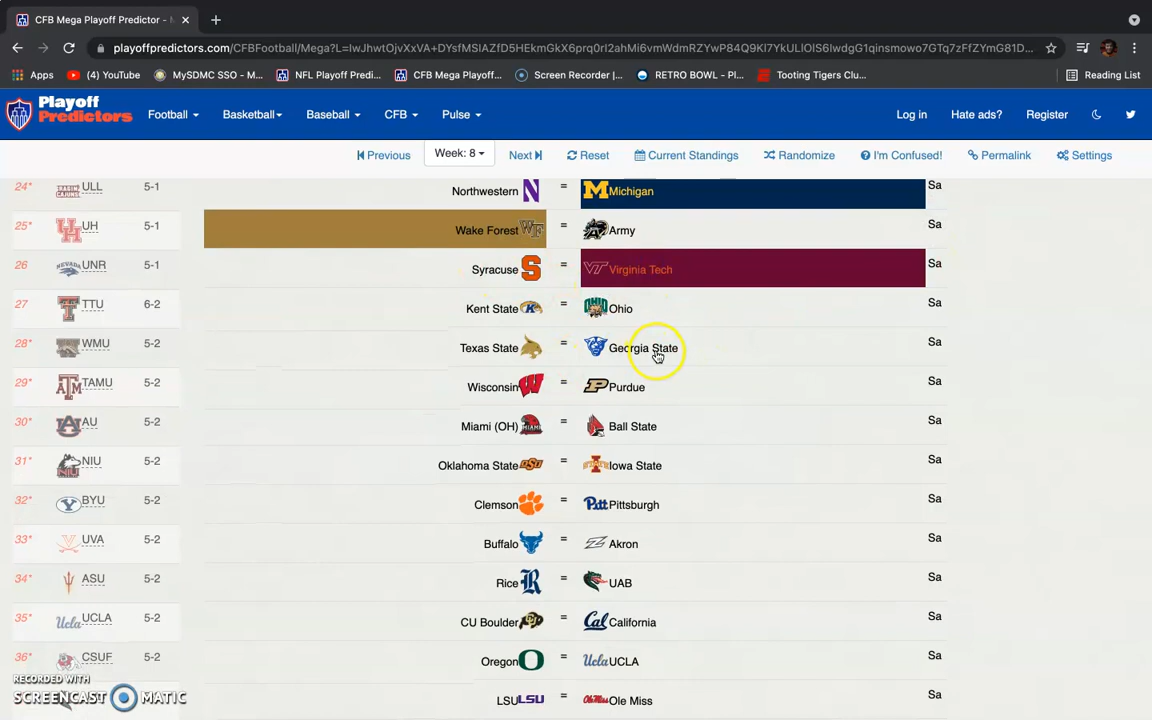 CFB Mega Playoff Predictor - N
playoffpredictors.com/CFBFootball/Mega?L=IwJhwtOjvXxVA+DYsfMSIAZfD5HEkmGkX6prq0rI2ahMi6vmWdmRZYwP84Q9Kl7YkULlOIS6IwdgG1qinsmowo7GTq7zFfZYmG81D...
Apps (4) YouTube MySDMC SSO - M... NFL Playoff Predi... CFB Mega Playoff... Screen Recorder |... RETRO BOWL - Pl... Tooting Tigers Clu... Reading List
Playoff Predictors Football Basketball Baseball CFB Pulse Log in Hate ads? Register
Previous Week: 8 Next Reset Current Standings Randomize I'm Confused! Permalink Settings
24* ULL 5-1 Northwestern = Michigan Sa
25* UH 5-1 Wake Forest = Army Sa
26 UNR 5-1 Syracuse = Virginia Tech Sa
27 TTU 6-2 Kent State = Ohio Sa
28* WMU 5-2 Texas State = Georgia State Sa
29* TAMU 5-2 Wisconsin = Purdue Sa
30* AU 5-2 Miami (OH) = Ball State Sa
31* NIU 5-2 Oklahoma State = Iowa State Sa
32* BYU 5-2 Clemson = Pittsburgh Sa
33* UVA 5-2 Buffalo = Akron Sa
34* ASU 5-2 Rice = UAB Sa
35* UCLA 5-2 CU Boulder = California Sa
36* CSUF 5-2 Oregon = UCLA Sa
RECORDED WITH
SCREENCAST MATIC LSU = Ole Miss Sa